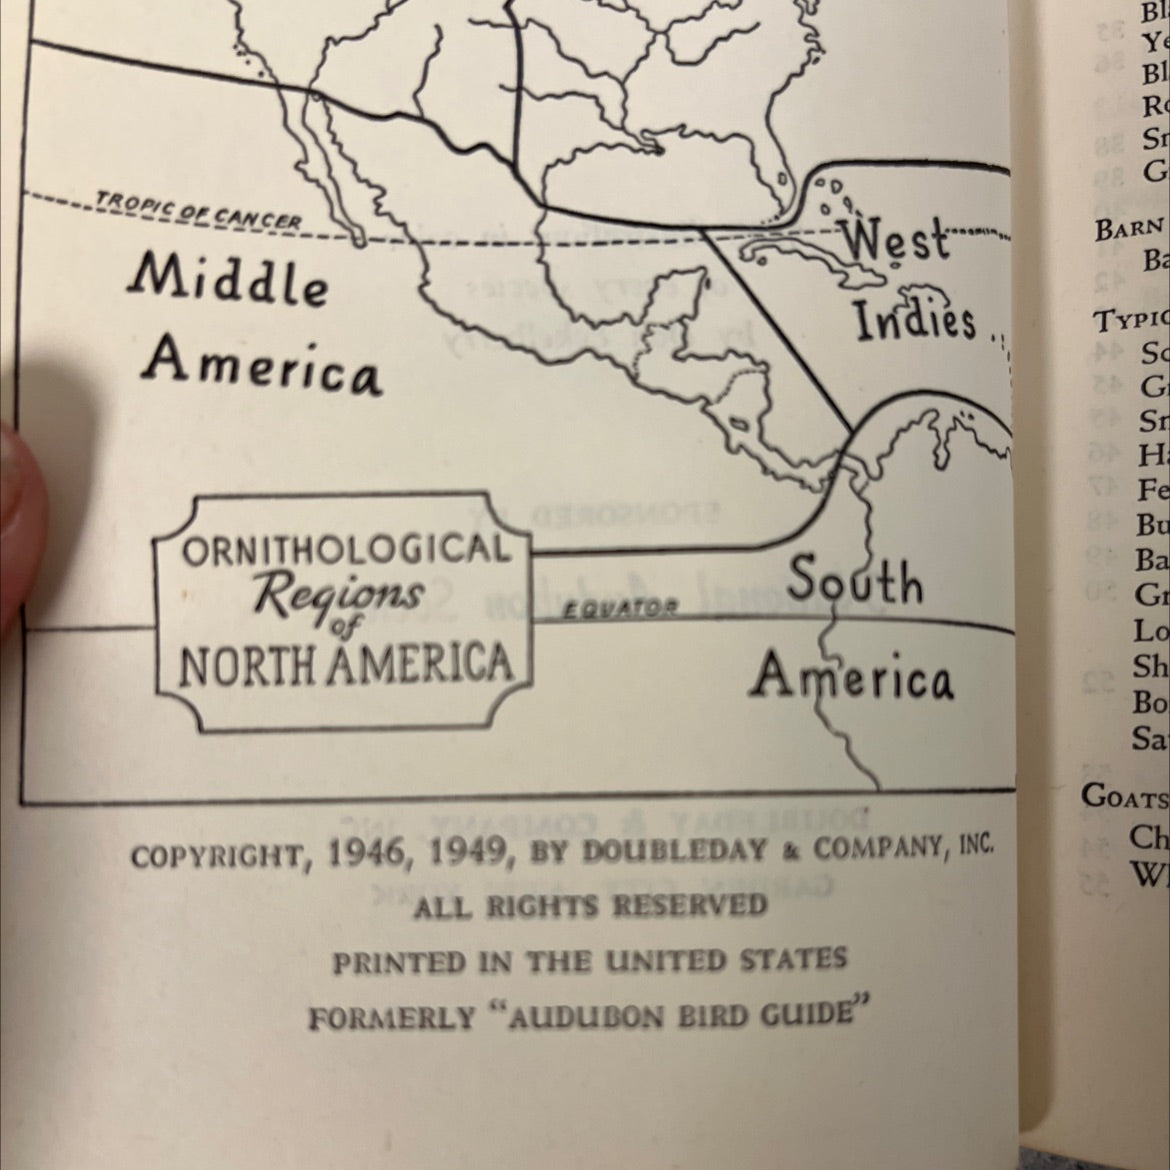 TROPIC OF CANCER
Middle
America
West
Indies
ORNITHOLOGICAL
Regions
of
NORTH AMERICA
EQUATOR
South
America
COPYRIGHT, 1946, 1949, BY DOUBLEDAY & COMPANY, INC.
ALL RIGHTS RESERVED
PRINTED IN THE UNITED STATES
FORMERLY "AUDUBON BIRD GUIDE"
BARN
TYPIC
GOATS